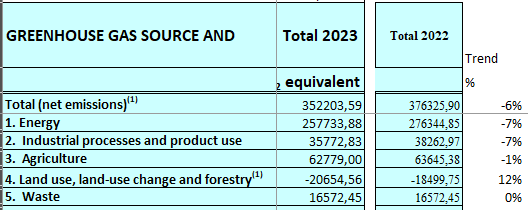 GREENHOUSE GAS SOURCE AND Total 2023 Total 2022
Trend
2 equivalent %
Total (net emissions)(1) 352203,59 376325,90 -6%
1. Energy 257733,88 276344,85 -7%
2. Industrial processes and product use 35772,83 38262,97 -7%
3. Agriculture 62779,00 63645,38 -1%
4. Land use, land-use change and forestry(1) -20654,56 -18499,75 12%
5. Waste 16572,45 16572,45 0%